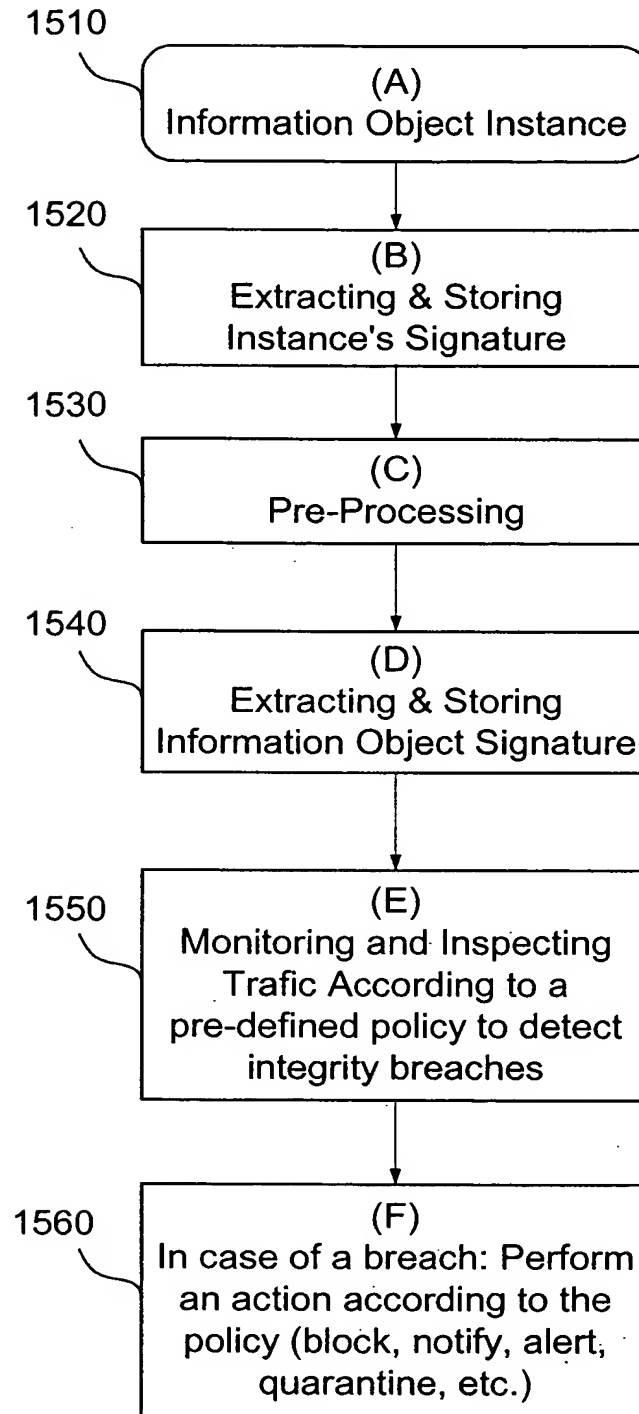 1510
(A)
Information Object Instance
1520
(B)
Extracting & Storing
Instance's Signature
1530
(C)
Pre-Processing
1540
(D)
Extracting & Storing
Information Object Signature
1550
(E)
Monitoring and Inspecting
Trafic According to a
pre-defined policy to detect
integrity breaches
1560
(F)
In case of a breach: Perform
an action according to the
policy (block, notify, alert,
quarantine, etc.)